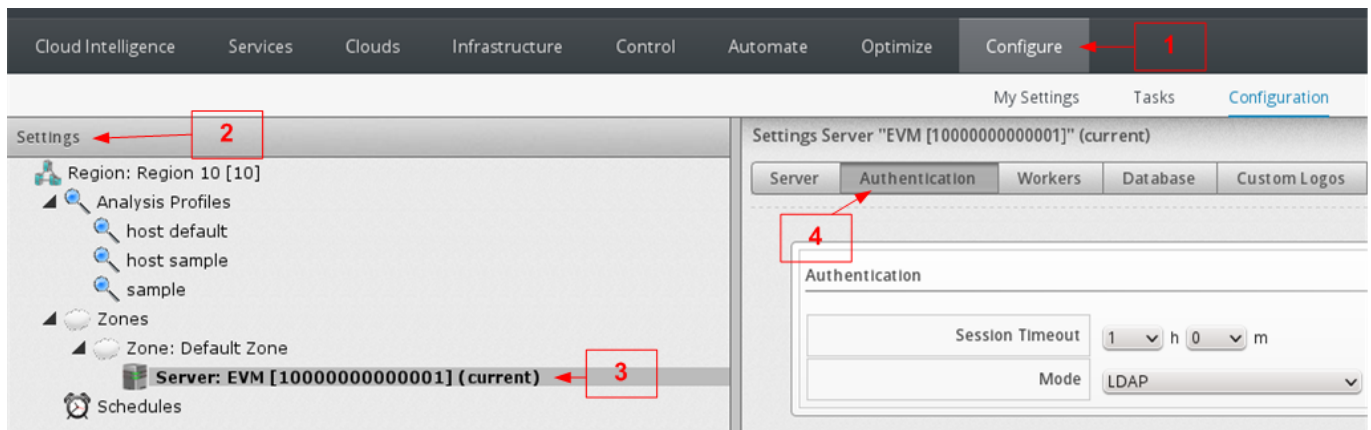 Cloud Intelligence Services Clouds Infrastructure Control Automate Optimize Configure 1
My Settings Tasks Configuration
Settings 2
Region: Region 10 [10]
Analysis Profiles
host default
host sample
sample
Zones
Zone: Default Zone
Server: EVM [10000000000001] (current) 3
Schedules
Settings Server "EVM [10000000000001]" (current)
Server Authentication Workers Database Custom Logos
4
Authentication
Session Timeout 1 h 0 m
Mode LDAP